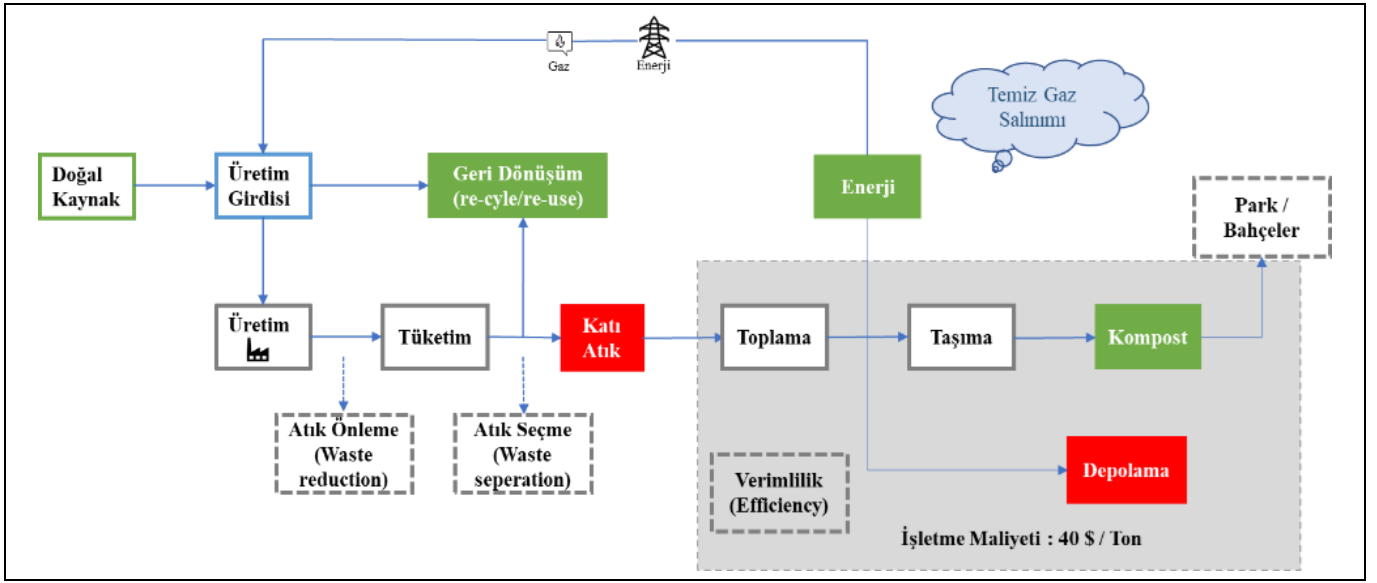 Gaz
Enerji
Temiz Gaz
Salınımı
Doğal
Kaynak
Üretim
Girdisi
Geri Dönüşüm
(re-cyle/re-use)
Enerji
Park /
Bahçeler
Üretim
Tüketim
Katı
Atık
Toplama
Taşıma
Kompost
Atık Önleme
(Waste
reduction)
Atık Seçme
(Waste
seperation)
Verimlilik
(Efficiency)
Depolama
İşletme Maliyeti : 40 $ / Ton